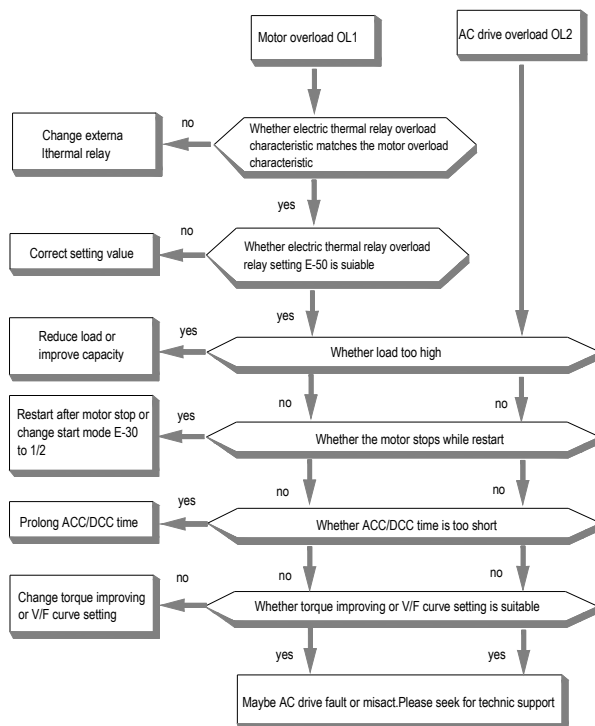 Motor overload OL1
AC drive overload OL2
no
Change externa
lthermal relay
Whether electric thermal relay overload
characteristic matches the motor overload
characteristic
yes
no
Correct setting value
Whether electric thermal relay overload
relay setting E-50 is suiable
yes
yes
Reduce load or
improve capacity
Whether load too high
no
no
Restart after motor stop or
change start mode E-30
to 1/2
yes
Whether the motor stops while restart
no
no
yes
Prolong ACC/DCC time
Whether ACC/DCC time is too short
no
no
no
Change torque improving
or V/F curve setting
Whether torque improving or V/F curve setting is suitable
yes
yes
Maybe AC drive fault or misact.Please seek for technic support